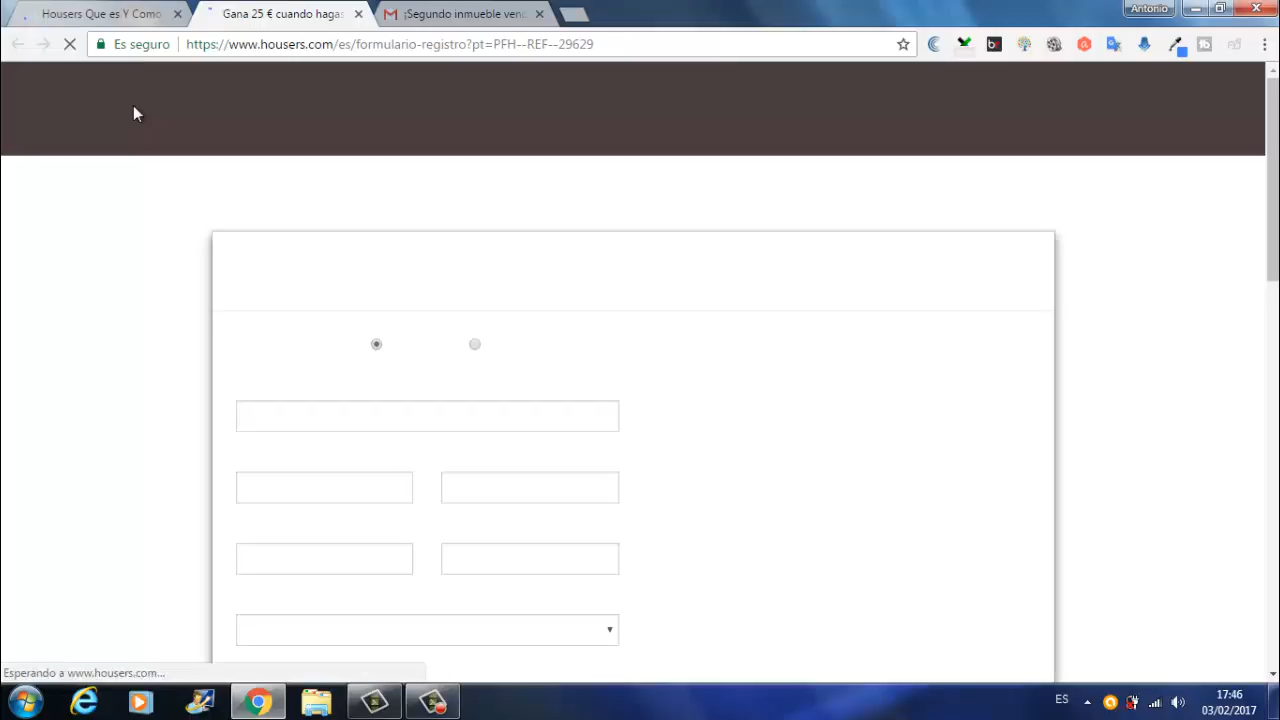 Housers Que es Y Como
Gana 25 € cuando hagas
¡Segundo inmueble venc
Antonio
Es seguro
https://www.housers.com/es/formulario-registro?pt=PFH--REF--29629
Esperando a www.housers.com...
ES
17:46
03/02/2017